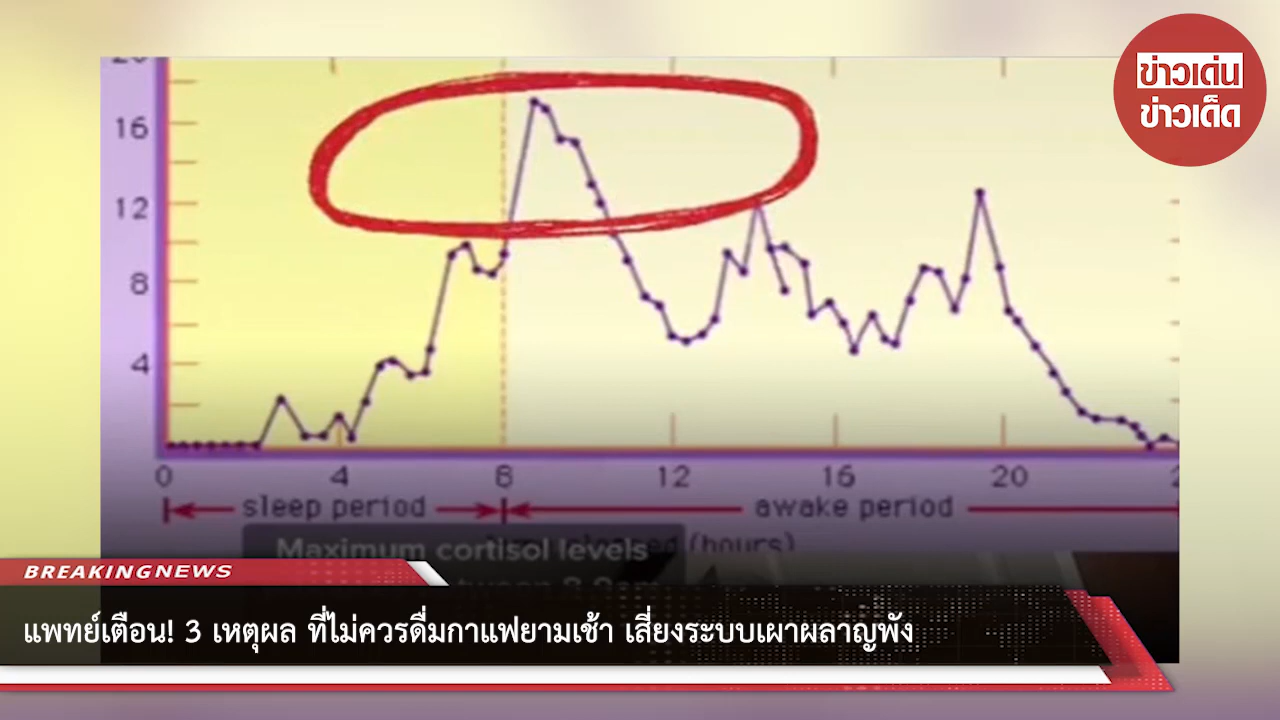 ข่าวเด่น
ข่าวเด็ด
16
12
8
4
0 4 8 12 16 20
sleep period
awake period
(hours)
Maximum cortisol levels
BREAKING NEWS
แพทย์เตือน! 3 เหตุผล ที่ไม่ควรดื่มกาแฟยามเช้า เสี่ยงระบบเผาผลาญพัง